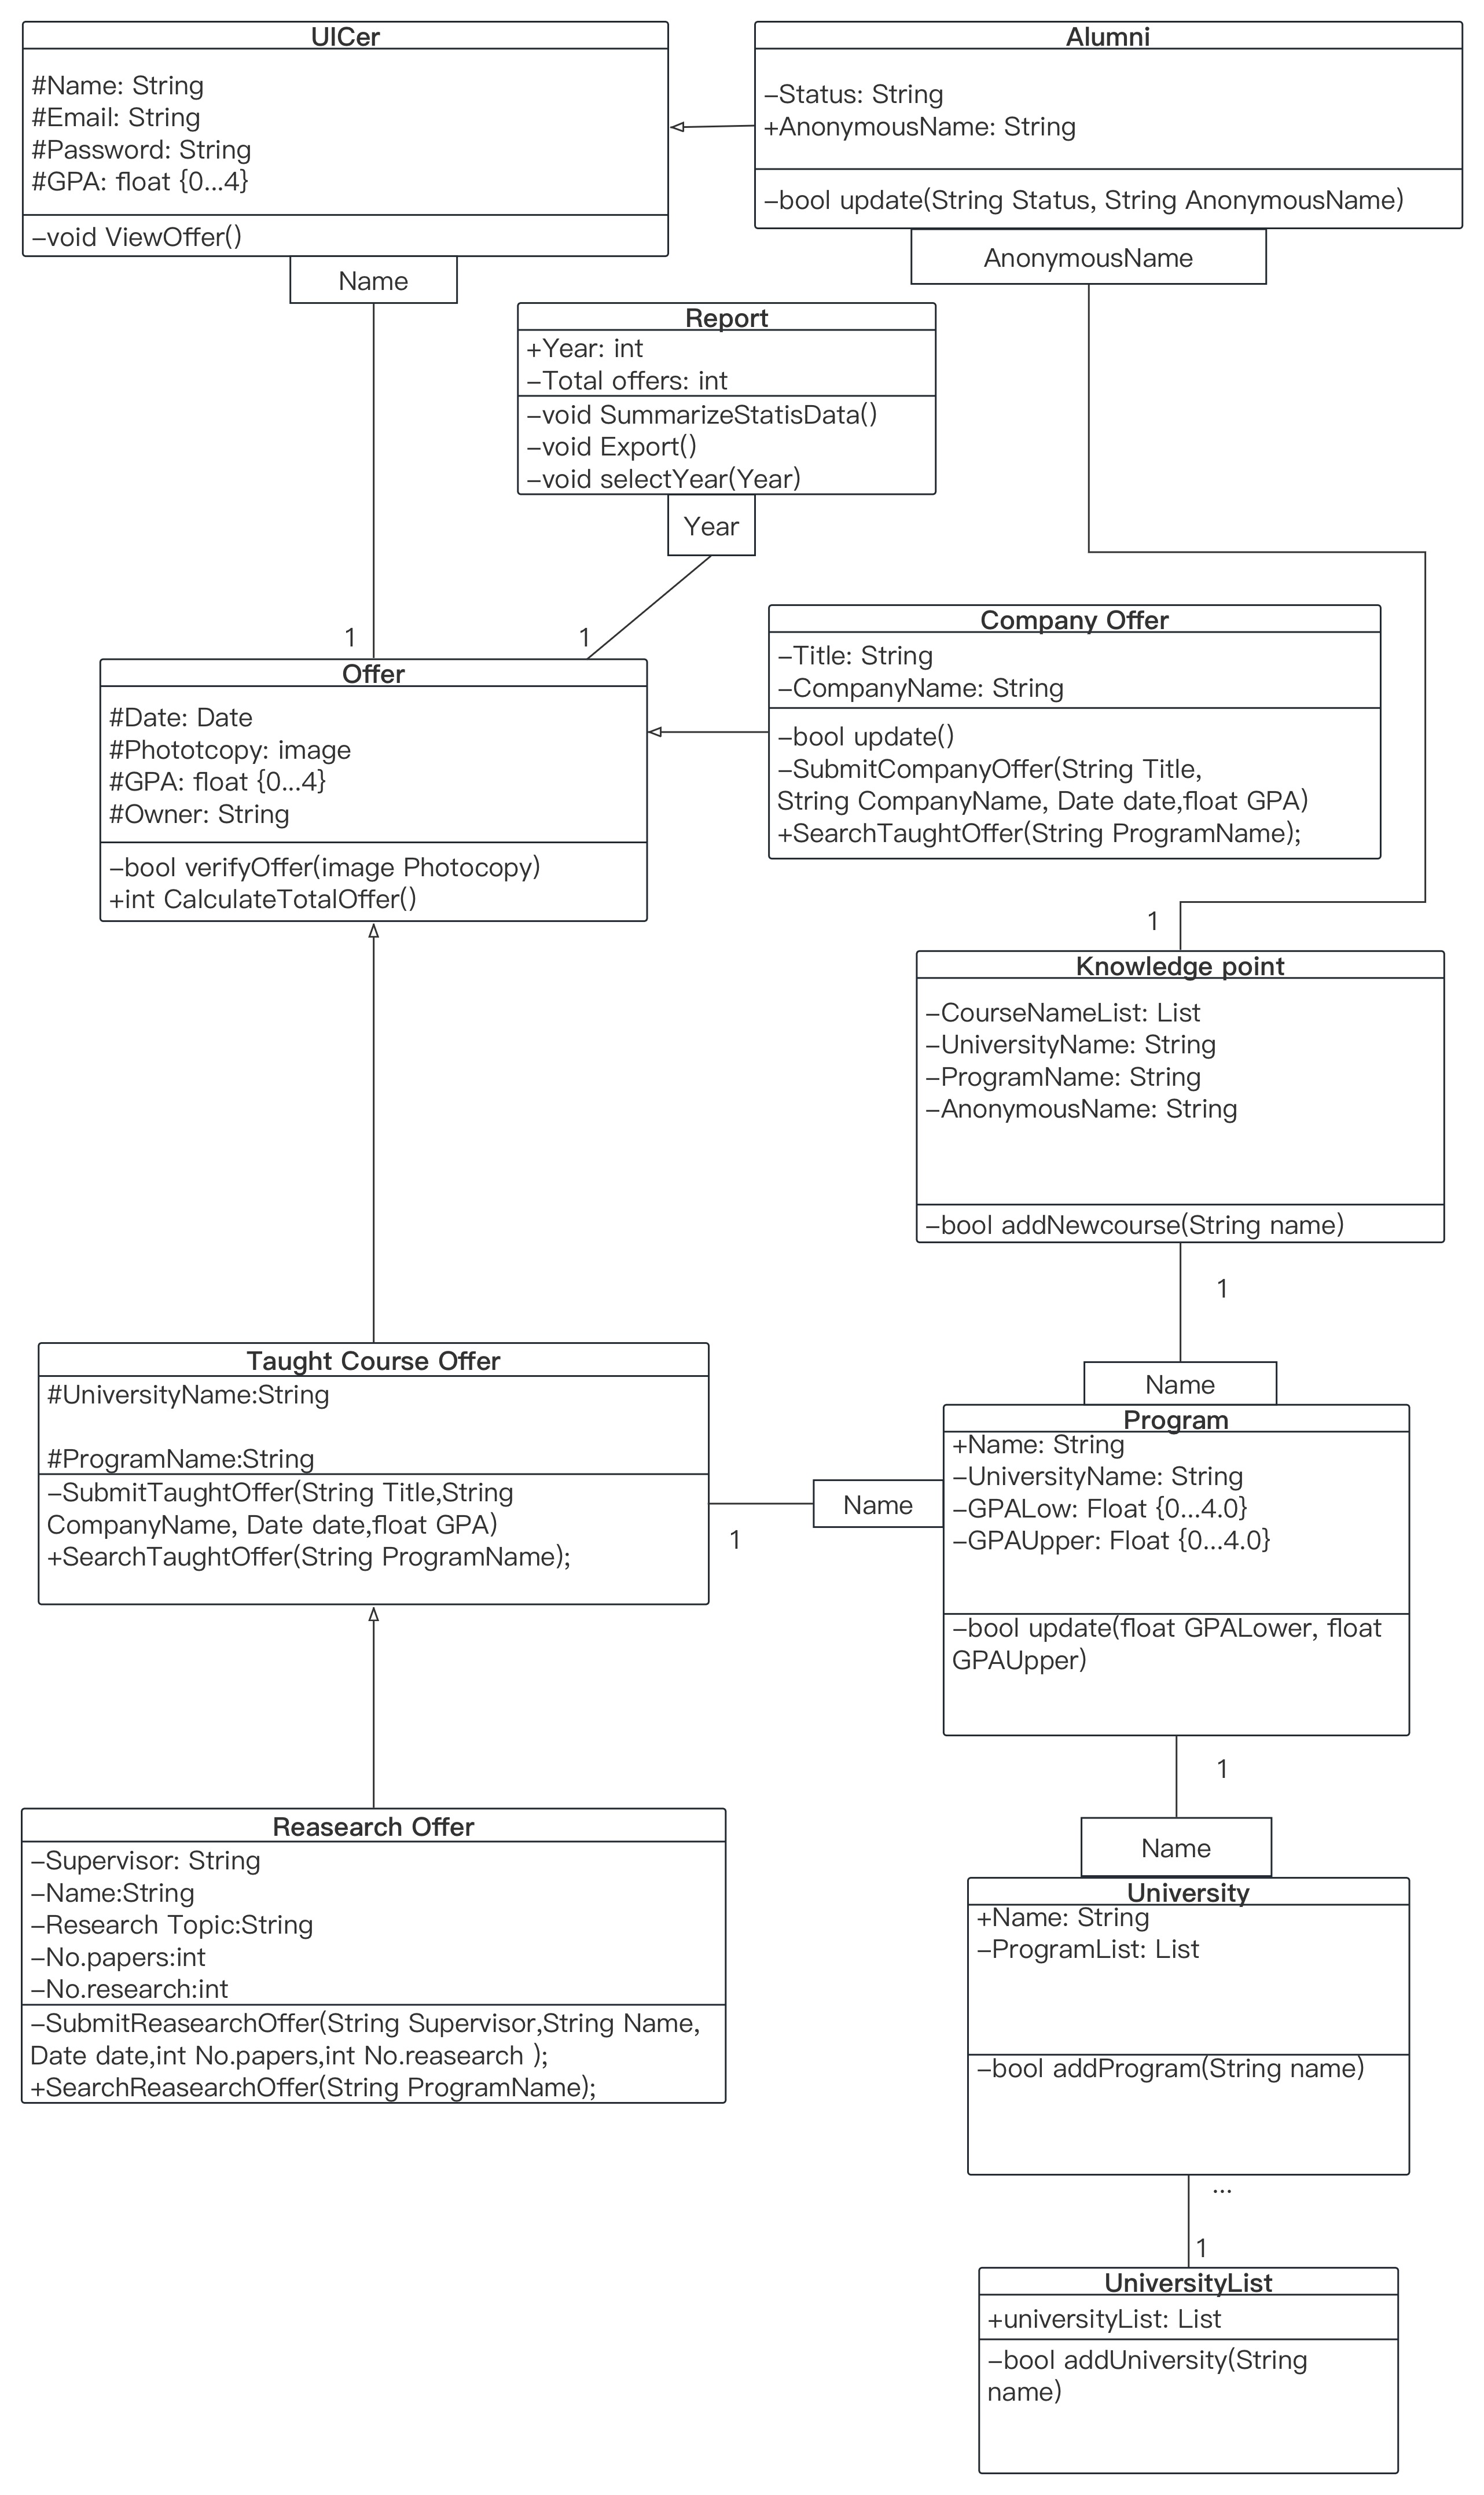 UICer
#Name: String
#Email: String
#Password: String
#GPA: float {0...4}
-void ViewOffer()
Name
Alumni
-Status: String
+AnonymousName: String
-bool update(String Status, String AnonymousName)
AnonymousName
Report
+Year: int
-Total offers: int
-void SummarizeStatisData()
-void Export()
-void selectYear(Year)
Year
1
1
Offer
#Date: Date
#Phototcopy: image
#GPA: float {0...4}
#Owner: String
-bool verifyOffer(image Photocopy)
+int CalculateTotalOffer()
Company Offer
-Title: String
-CompanyName: String
-bool update()
-SubmitCompanyOffer(String Title,
String CompanyName, Date date,float GPA)
+SearchTaughtOffer(String ProgramName);
1
Knowledge point
-CourseNameList: List
-UniversityName: String
-ProgramName: String
-AnonymousName: String
-bool addNewcourse(String name)
1
Name
Taught Course Offer
#UniversityName:String
#ProgramName:String
-SubmitTaughtOffer(String Title,String
CompanyName, Date date,float GPA)
+SearchTaughtOffer(String ProgramName);
1
Name
Program
+Name: String
-UniversityName: String
-GPALow: Float {0...4.0}
-GPAUpper: Float {0...4.0}
-bool update(float GPALower, float
GPAUpper)
1
Name
Reasearch Offer
-Supervisor: String
-Name:String
-Research Topic:String
-No.papers:int
-No.research:int
-SubmitReasearchOffer(String Supervisor,String Name,
Date date,int No.papers,int No.reasearch );
+SearchReasearchOffer(String ProgramName);
University
+Name: String
-ProgramList: List
-bool addProgram(String name)
...
1
UniversityList
+universityList: List
-bool addUniversity(String
name)